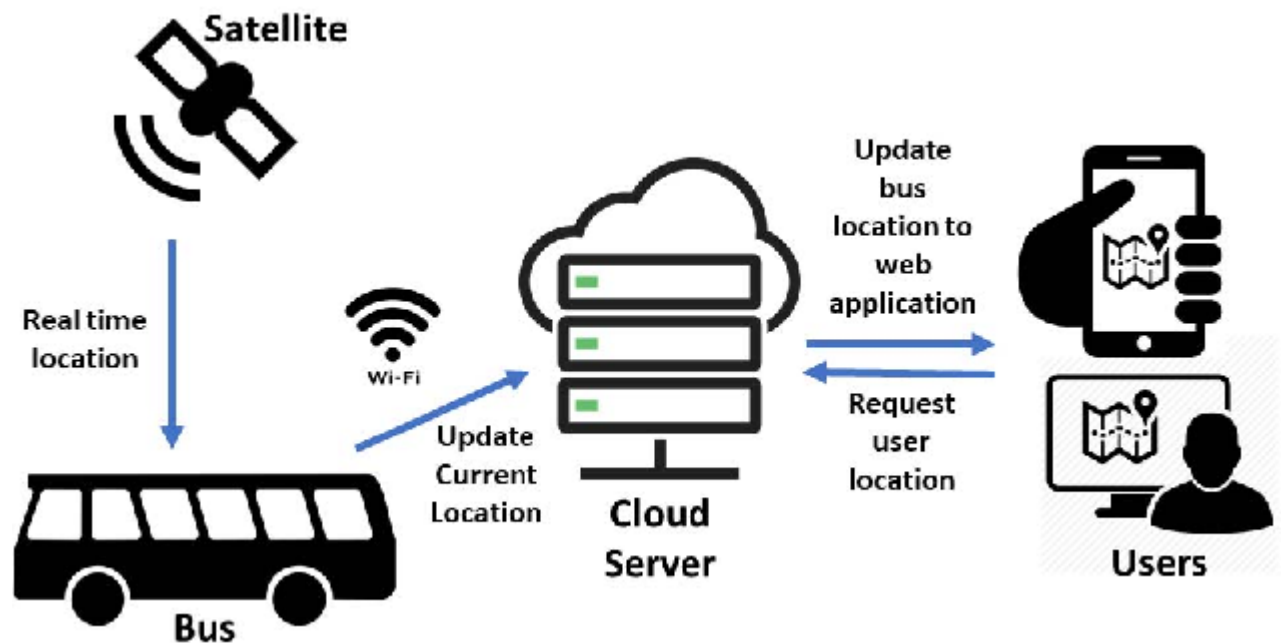 Satellite
Real time
location
Wi-Fi
Update
Current
Location
Bus
Cloud
Server
Update
bus
location to
web
application
Request
user
location
Users